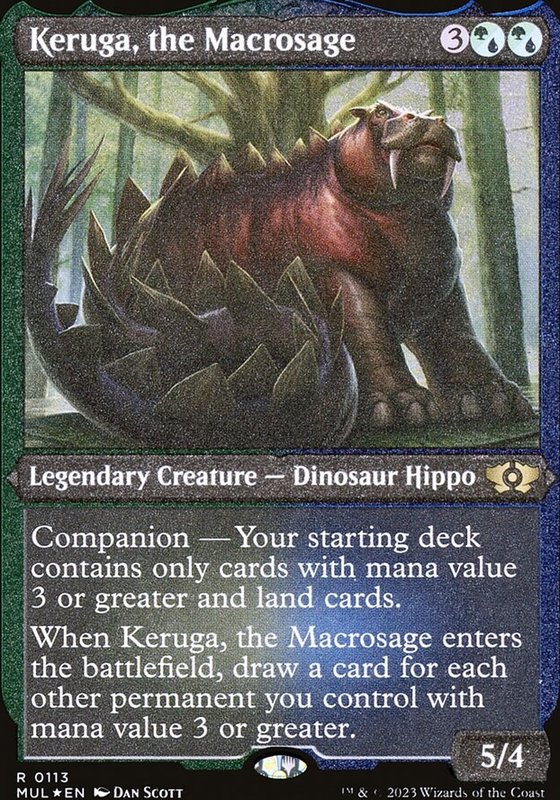 Keruga, the Macrosage 3
Legendary Creature — Dinosaur Hippo
Companion — Your starting deck
contains only cards with mana value
3 or greater and land cards.
When Keruga, the Macrosage enters
the battlefield, draw a card for each
other permanent you control with
mana value 3 or greater.
5/4
R 0113
MUL★EN Dan Scott
™ & © 2023 Wizards of the Coast